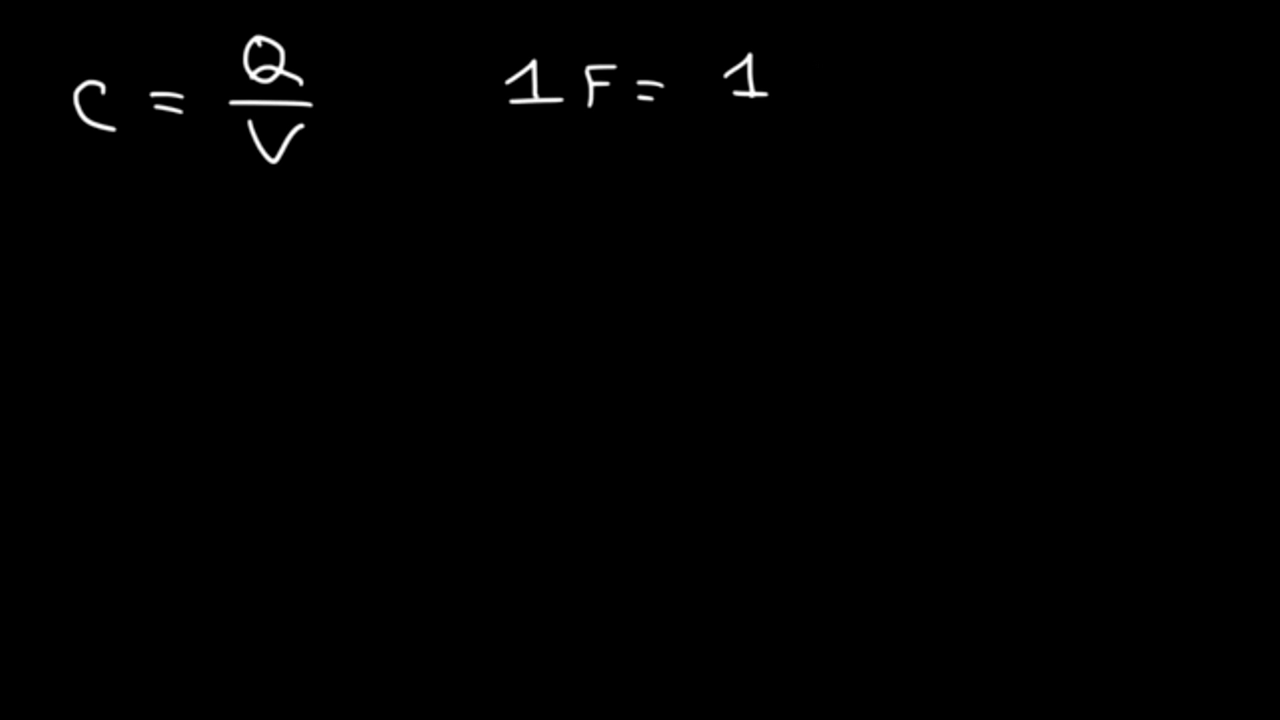 C = Q/V
1 F = 1